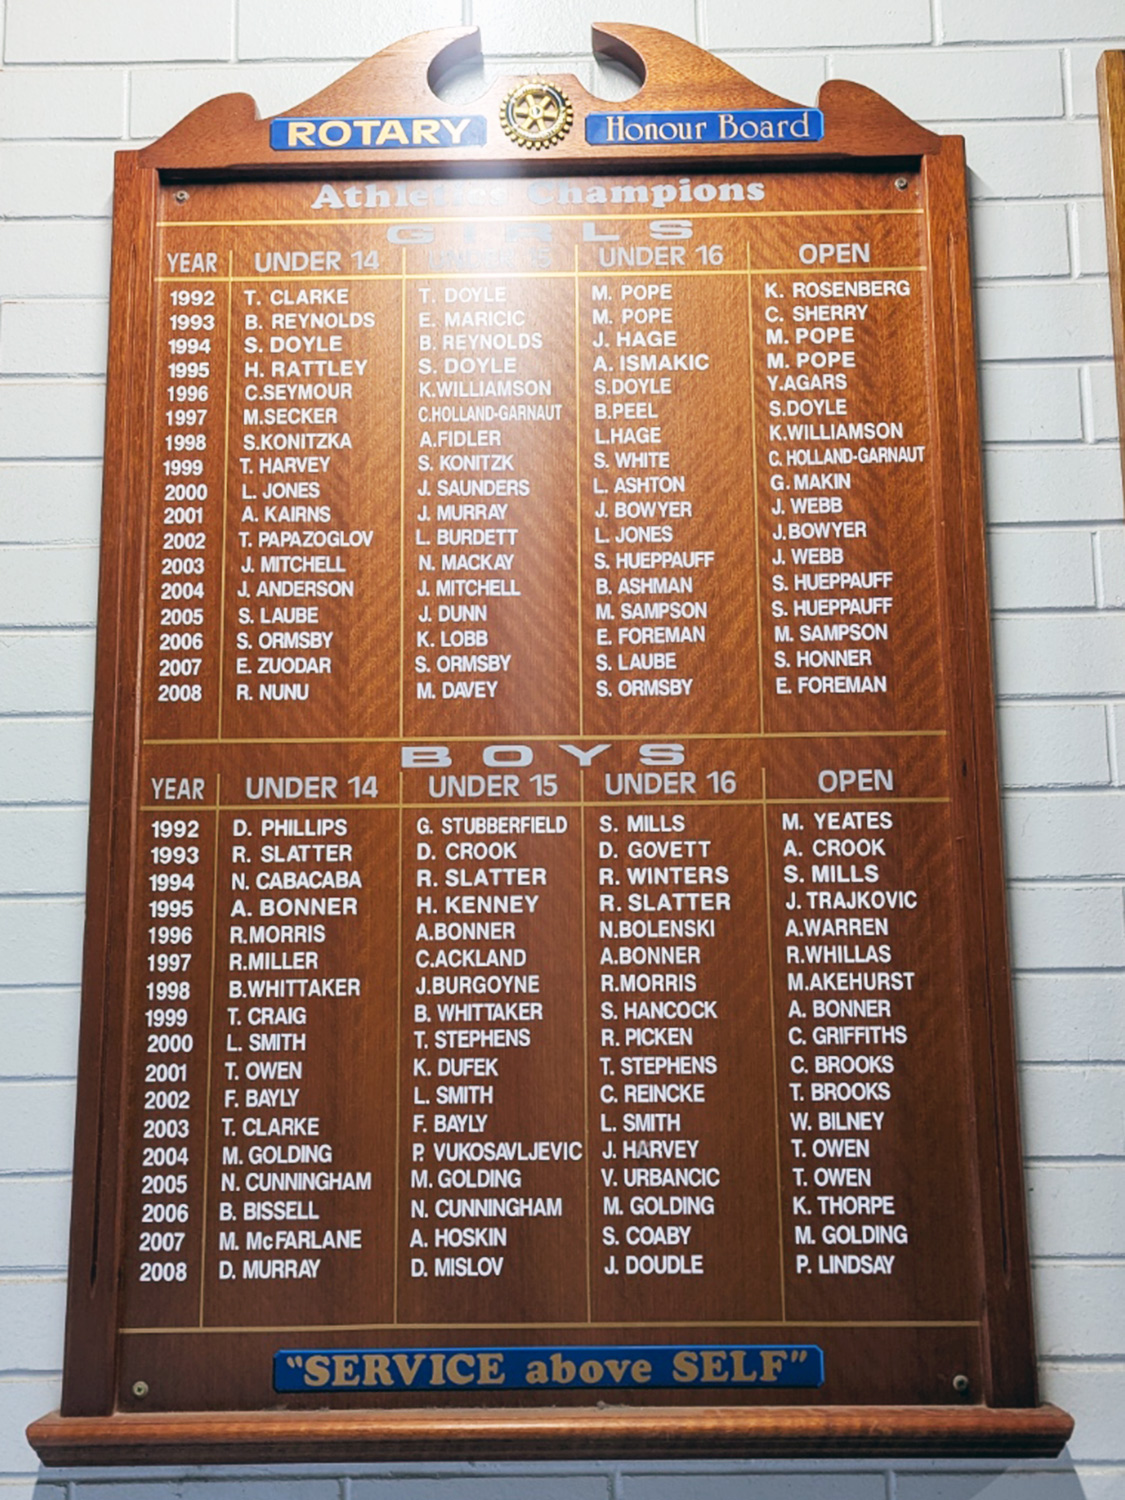 ROTARY Honour Board
Athletics Champions
GIRLS
YEAR UNDER 14 UNDER 15 UNDER 16 OPEN
1992 T. CLARKE T. DOYLE M. POPE K. ROSENBERG
1993 B. REYNOLDS E. MARICIC M. POPE C. SHERRY
1994 S. DOYLE B. REYNOLDS J. HAGE M. POPE
1995 H. RATTLEY S. DOYLE A. ISMAKIC M. POPE
1996 C.SEYMOUR K.WILLIAMSON S.DOYLE Y.AGARS
1997 M.SECKER C.HOLLAND-GARNAUT B.PEEL S.DOYLE
1998 S.KONITZKA A.FIDLER L.HAGE K.WILLIAMSON
1999 T. HARVEY S. KONITZK S. WHITE C. HOLLAND-GARNAUT
2000 L. JONES J. SAUNDERS L. ASHTON G. MAKIN
2001 A. KAIRNS J. MURRAY J. BOWYER J. WEBB
2002 T. PAPAZOGLOV L. BURDETT L. JONES J.BOWYER
2003 J. MITCHELL N. MACKAY S. HUEPPAUFF J. WEBB
2004 J. ANDERSON J. MITCHELL B. ASHMAN S. HUEPPAUFF
2005 S. LAUBE J. DUNN M. SAMPSON S. HUEPPAUFF
2006 S. ORMSBY K. LOBB E. FOREMAN M. SAMPSON
2007 E. ZUODAR S. ORMSBY S. LAUBE S. HONNER
2008 R. NUNU M. DAVEY S. ORMSBY E. FOREMAN
BOYS
YEAR UNDER 14 UNDER 15 UNDER 16 OPEN
1992 D. PHILLIPS G. STUBBERFIELD S. MILLS M. YEATES
1993 R. SLATTER D. CROOK D. GOVETT A. CROOK
1994 N. CABACABA R. SLATTER R. WINTERS S. MILLS
1995 A. BONNER H. KENNEY R. SLATTER J. TRAJKOVIC
1996 R.MORRIS A.BONNER N.BOLENSKI A.WARREN
1997 R.MILLER C.ACKLAND A.BONNER R.WHILLAS
1998 B.WHITTAKER J.BURGOYNE R.MORRIS M.AKEHURST
1999 T. CRAIG B. WHITTAKER S. HANCOCK A. BONNER
2000 L. SMITH T. STEPHENS R. PICKEN C. GRIFFITHS
2001 T. OWEN K. DUFEK T. STEPHENS C. BROOKS
2002 F. BAYLY L. SMITH C. REINCKE T. BROOKS
2003 T. CLARKE F. BAYLY L. SMITH W. BILNEY
2004 M. GOLDING P. VUKOSAVLJEVIC J. HARVEY T. OWEN
2005 N. CUNNINGHAM M. GOLDING V. URBANCIC T. OWEN
2006 B. BISSELL N. CUNNINGHAM M. GOLDING K. THORPE
2007 M. McFARLANE A. HOSKIN S. COABY M. GOLDING
2008 D. MURRAY D. MISLOV J. DOUDLE P. LINDSAY
"SERVICE above SELF"